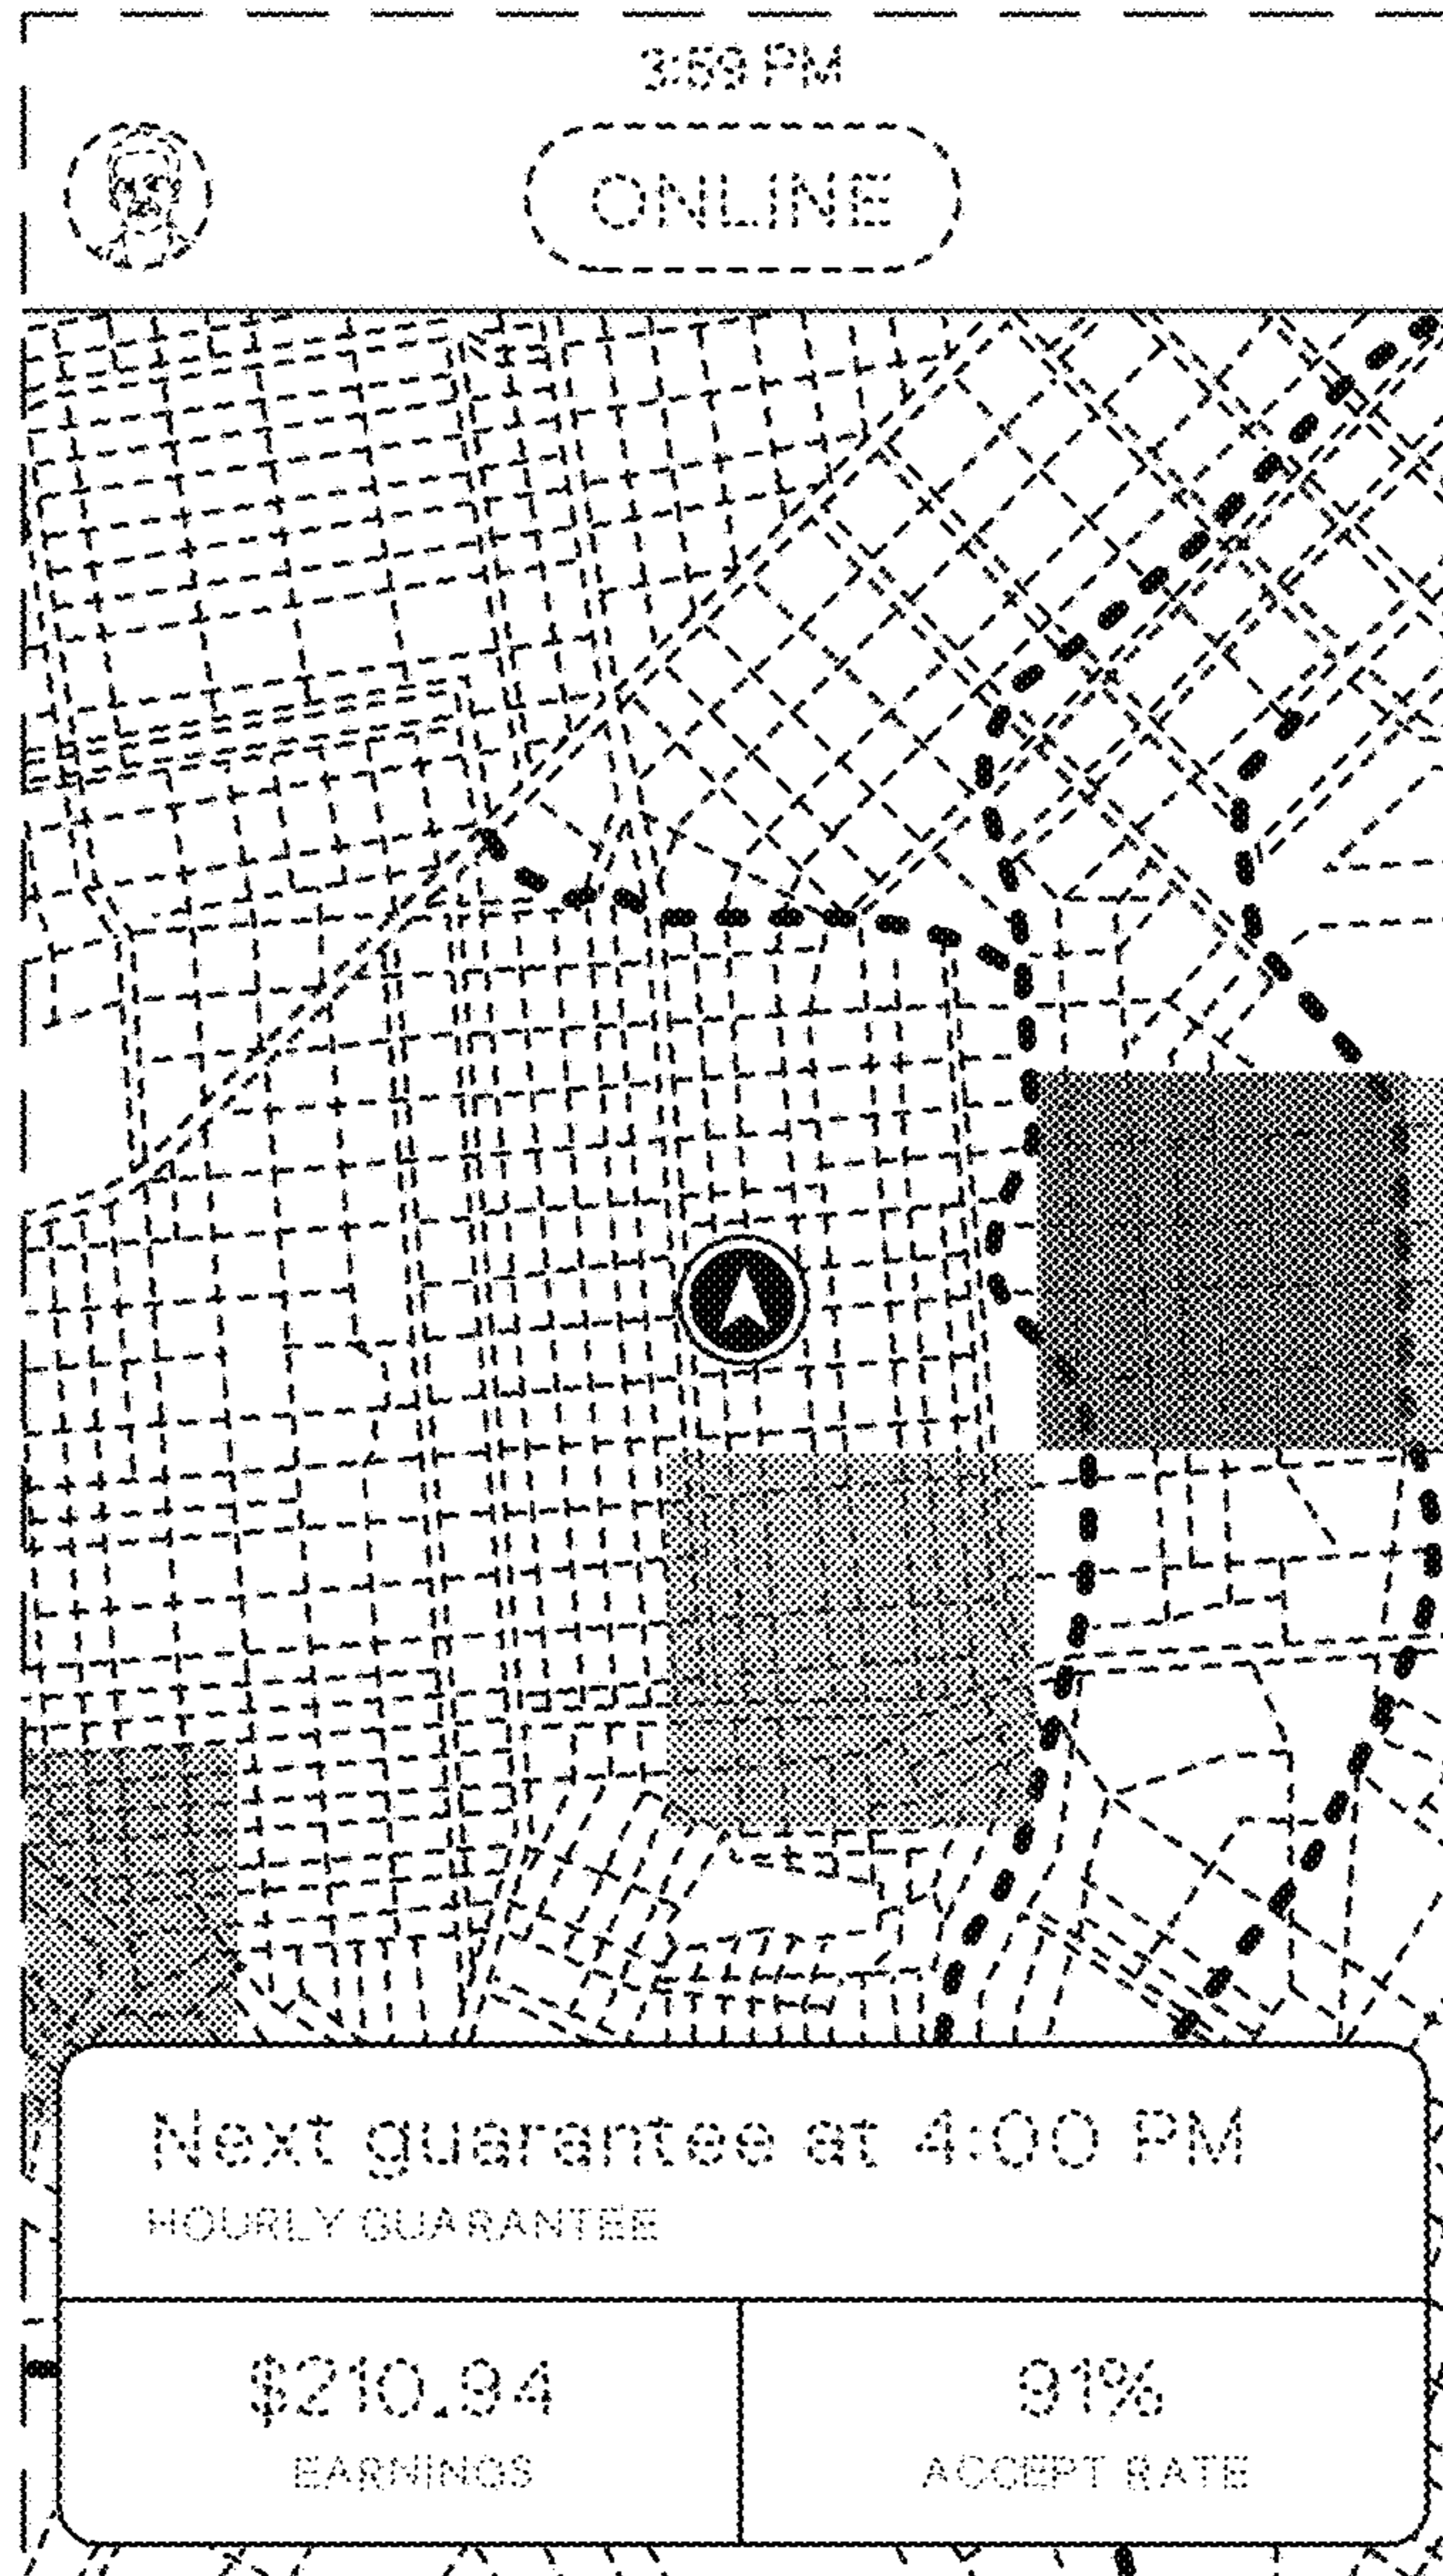 3:59 PM
ONLINE
Next guarantee at 4:00 PM
HOURLY GUARANTEE
$210.94
EARNINGS
91%
ACCEPT RATE